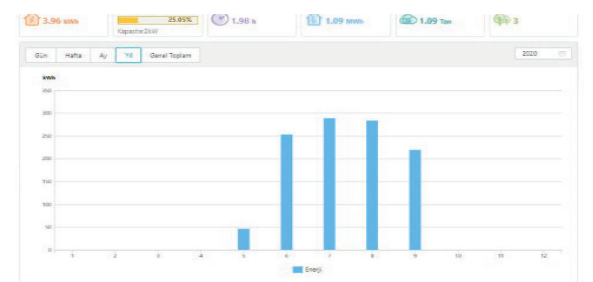 3.96 kWh 25.05% 1.98 h 1.09 MWh 1.09 Ton 3
Kapasite:2kW
Gün Hafta Ay Yıl Genel Toplam 2020
kWh
350
300
250
200
150
100
50
0
1 2 3 4 5 6 7 8 9 10 11 12
Enerji